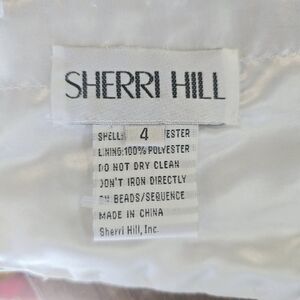 SHERRI HILL
SHELL: 4 ESTER
LINING:100% POLYESTER
DO NOT DRY CLEAN
DON'T IRON DIRECTLY
ON BEADS/SEQUENCE
MADE IN CHINA
Sherri Hill, Inc.